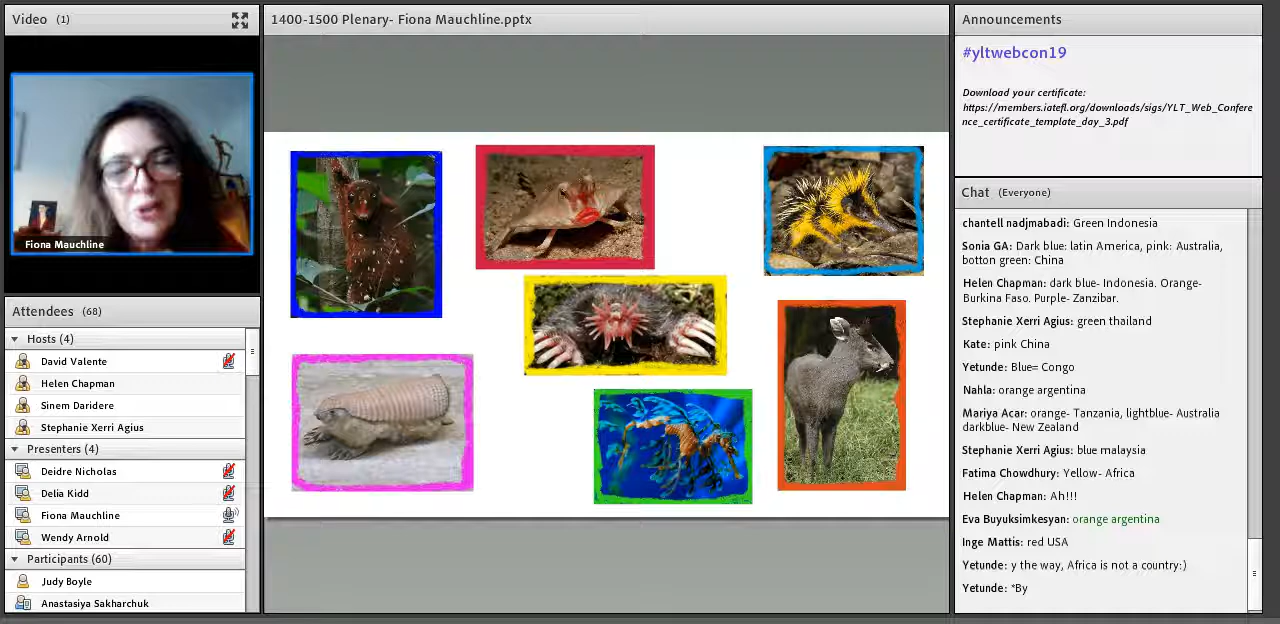 Video (1)
Fiona Mauchline
Attendees (68)
Hosts (4)
David Valente
Helen Chapman
Sinem Daridere
Stephanie Xerri Agius
Presenters (4)
Deidre Nicholas
Delia Kidd
Fiona Mauchline
Wendy Arnold
Participants (60)
Judy Boyle
Anastasiya Sakharchuk
1400-1500 Plenary- Fiona Mauchline.pptx
Announcements
#yltwebcon19
Download your certificate:
https://members.iatefl.org/downloads/sigs/YLT_Web_Confere
nce_certificate_template_day_3.pdf
Chat (Everyone)
chantell nadjmabadi: Green Indonesia
Sonia GA: Dark blue: latin America, pink: Australia,
botton green: China
Helen Chapman: dark blue- Indonesia. Orange-
Burkina Faso. Purple- Zanzibar.
Stephanie Xerri Agius: green thailand
Kate: pink China
Yetunde: Blue= Congo
Nahla: orange argentina
Mariya Acar: orange- Tanzania, lightblue- Australia
darkblue- New Zealand
Stephanie Xerri Agius: blue malaysia
Fatima Chowdhury: Yellow- Africa
Helen Chapman: Ah!!!
Eva Buyuksimkesyan: orange argentina
Inge Mattis: red USA
Yetunde: y the way, Africa is not a country:)
Yetunde: *By